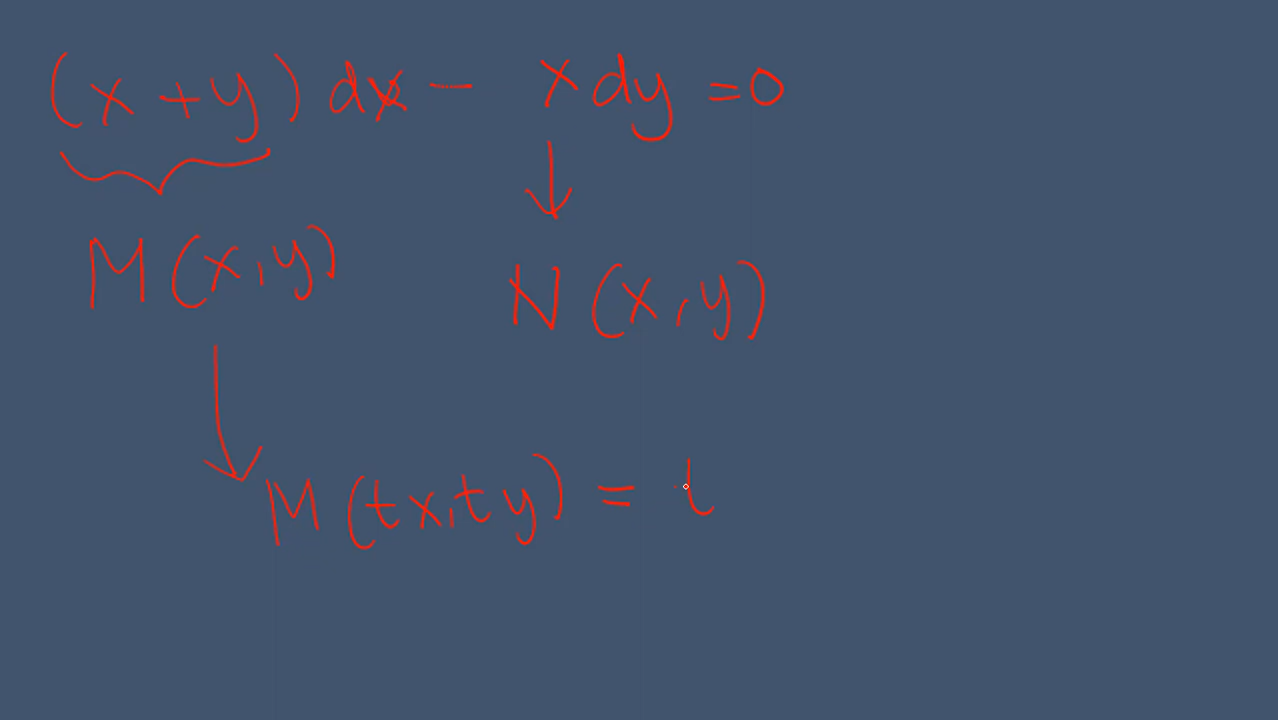 (x + y) dx - x dy = 0
M(x,y)
N(x,y)
M(tx,ty) = t